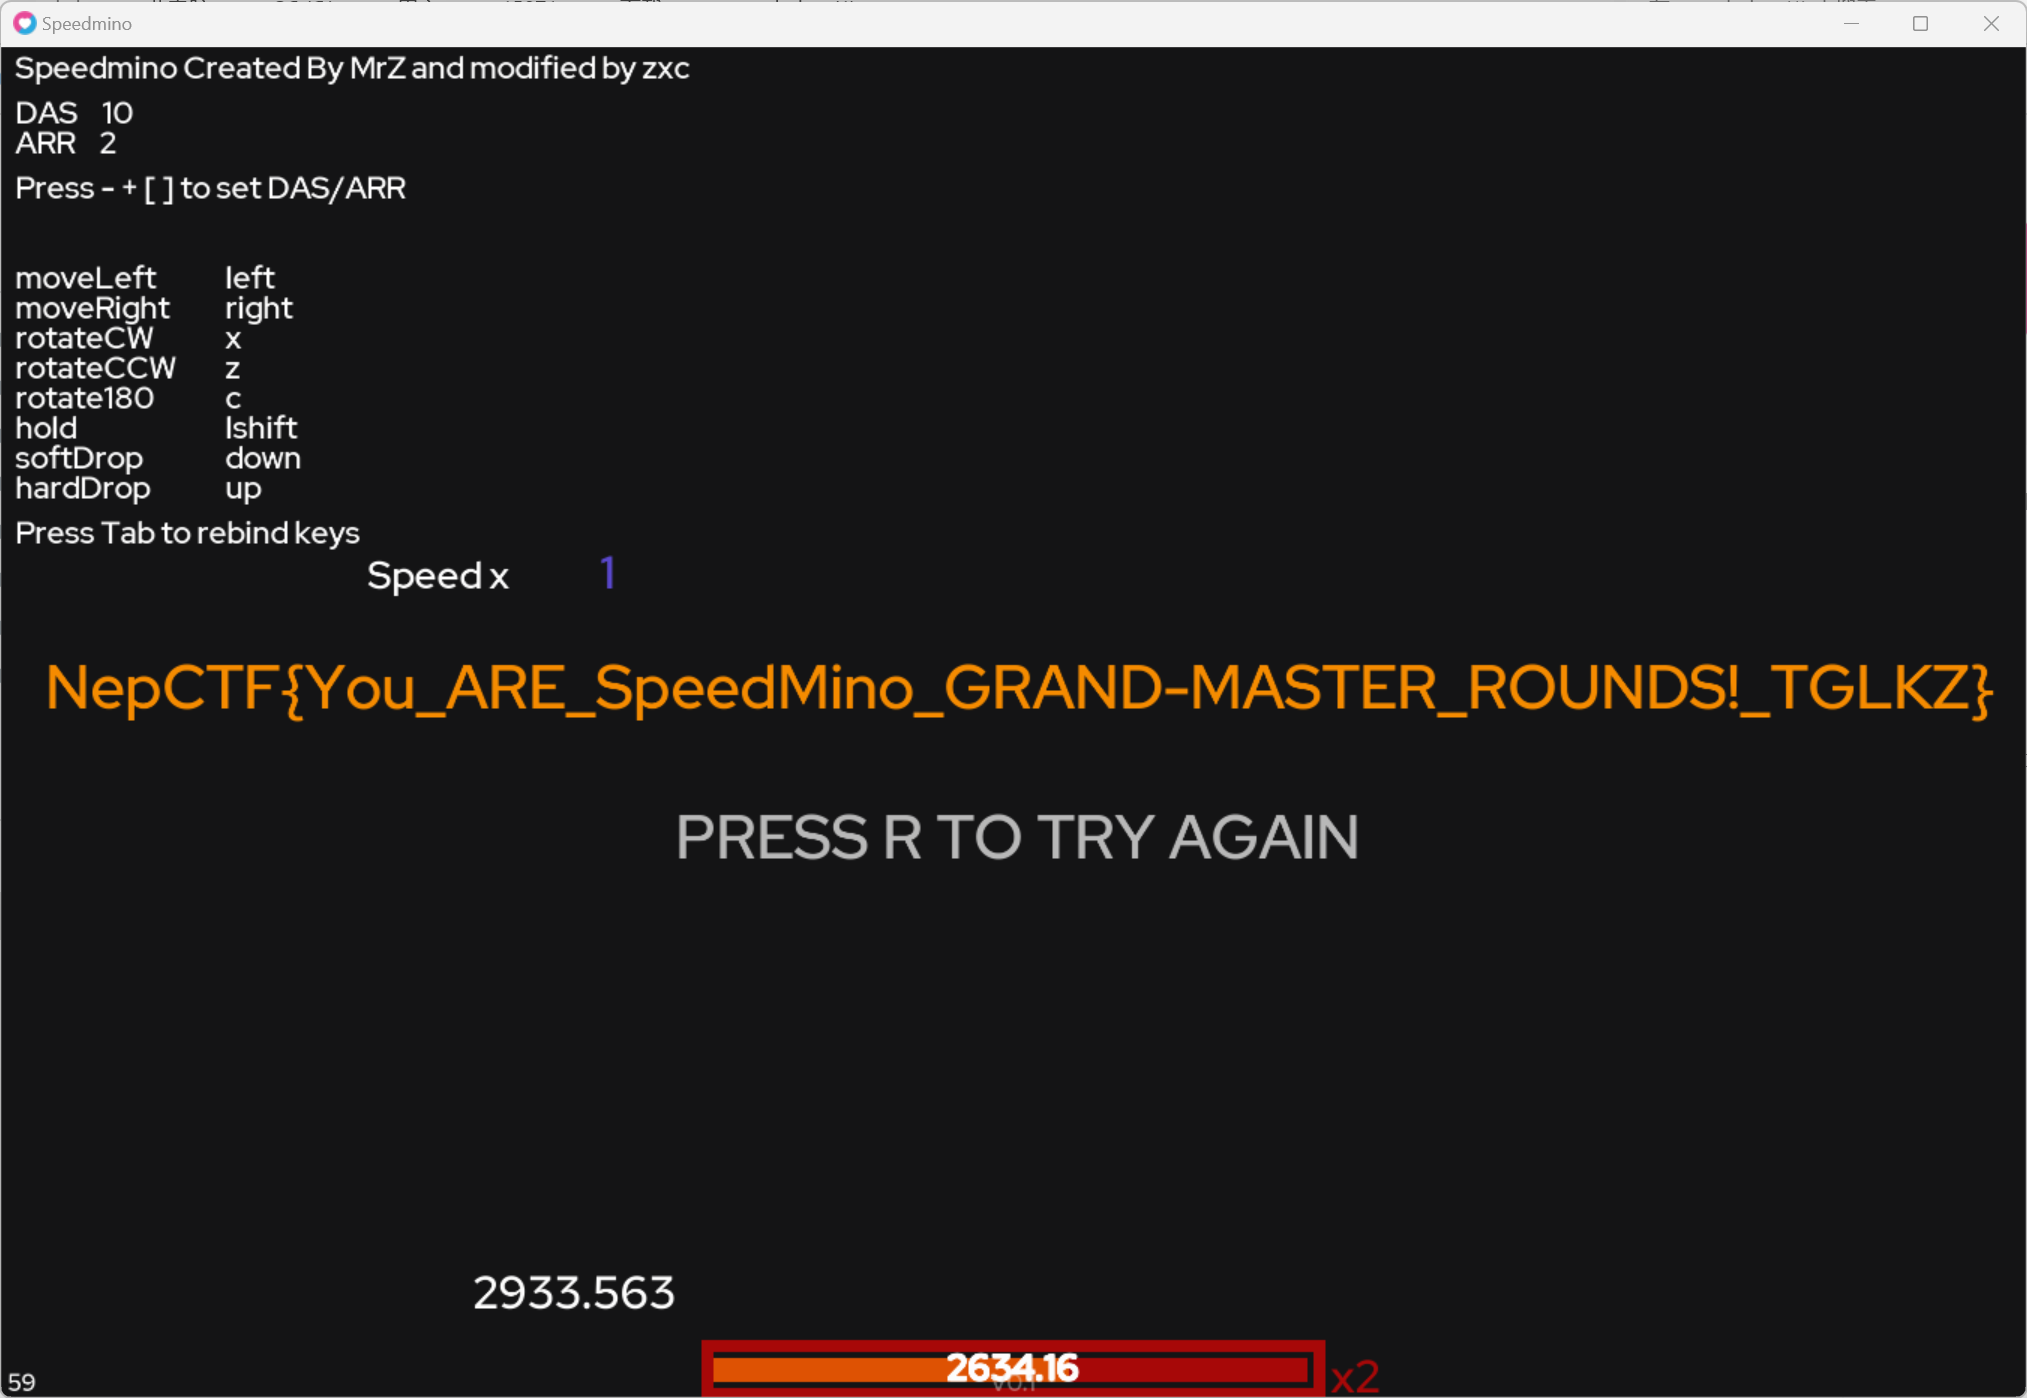 Speedmino
Speedmino Created By MrZ and modified by zxc
DAS 10
ARR 2
Press - + [ ] to set DAS/ARR
moveLeft left
moveRight right
rotateCW x
rotateCCW z
rotate180 c
hold lshift
softDrop down
hardDrop up
Press Tab to rebind keys
Speed x 1
NepCTF{You_ARE_SpeedMino_GRAND-MASTER_ROUNDS!_TGLKZ}
PRESS R TO TRY AGAIN
2933.563
2634.16
x2
59